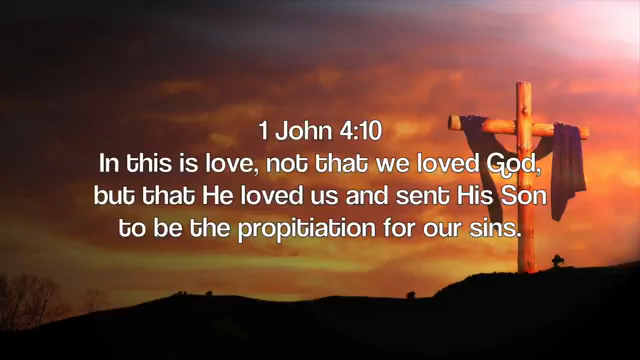 1 John 4:10
In this is love, not that we loved God,
but that He loved us and sent His Son
to be the propitiation for our sins.